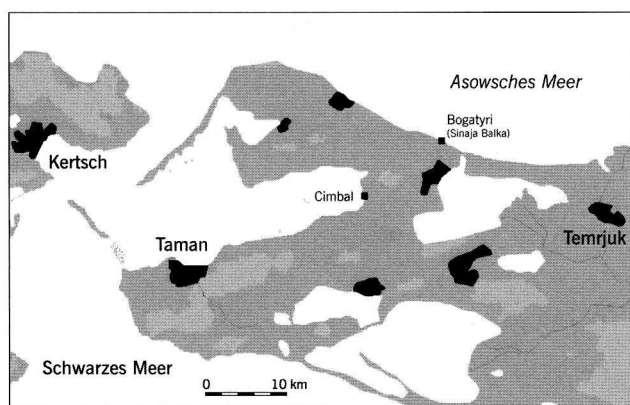 Asowsches Meer
Bogatyri
(Sinaja Balka)
Kertsch
Cimbal
Taman
Temrjuk
Schwarzes Meer
0 10 km